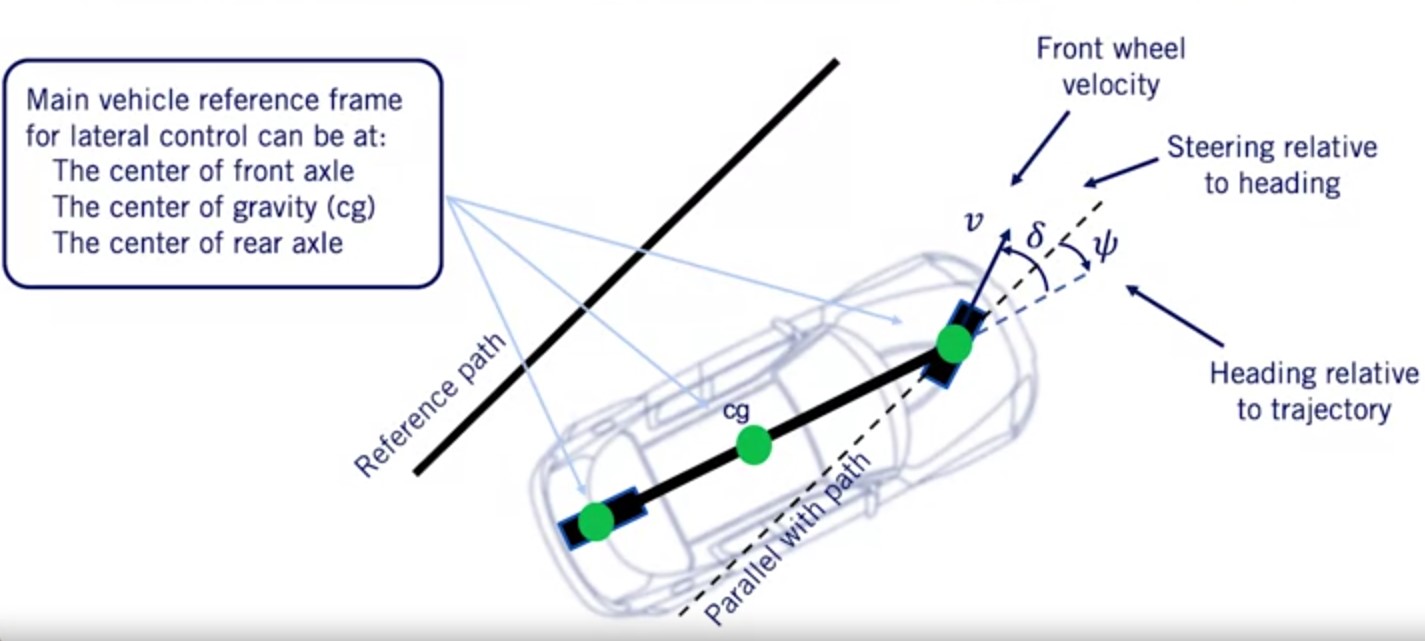 Main vehicle reference frame
for lateral control can be at:
The center of front axle
The center of gravity (cg)
The center of rear axle
Reference path
Front wheel
velocity
Steering relative
to heading
v
δ
ψ
Heading relative
to trajectory
cg
Parallel with path